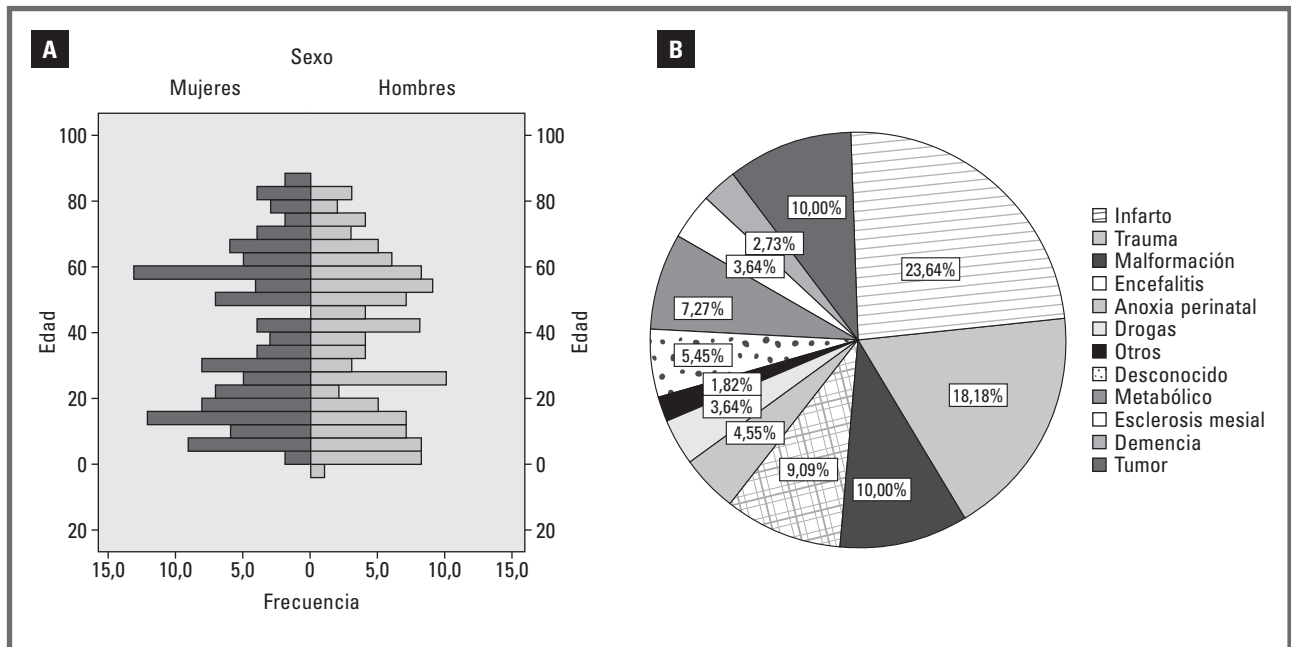 A
Sexo
Mujeres Hombres
100 100
80 80
60 60
40 40
20 20
0 0
20 20
Edad
Edad
15,0 10,0 5,0 0 5,0 10,0 15,0
Frecuencia
B
10,00%
2,73%
3,64%
23,64%
7,27%
5,45%
1,82%
3,64%
4,55%
18,18%
9,09%
10,00%
Infarto
Trauma
Malformación
Encefalitis
Anoxia perinatal
Drogas
Otros
Desconocido
Metabólico
Esclerosis mesial
Demencia
Tumor